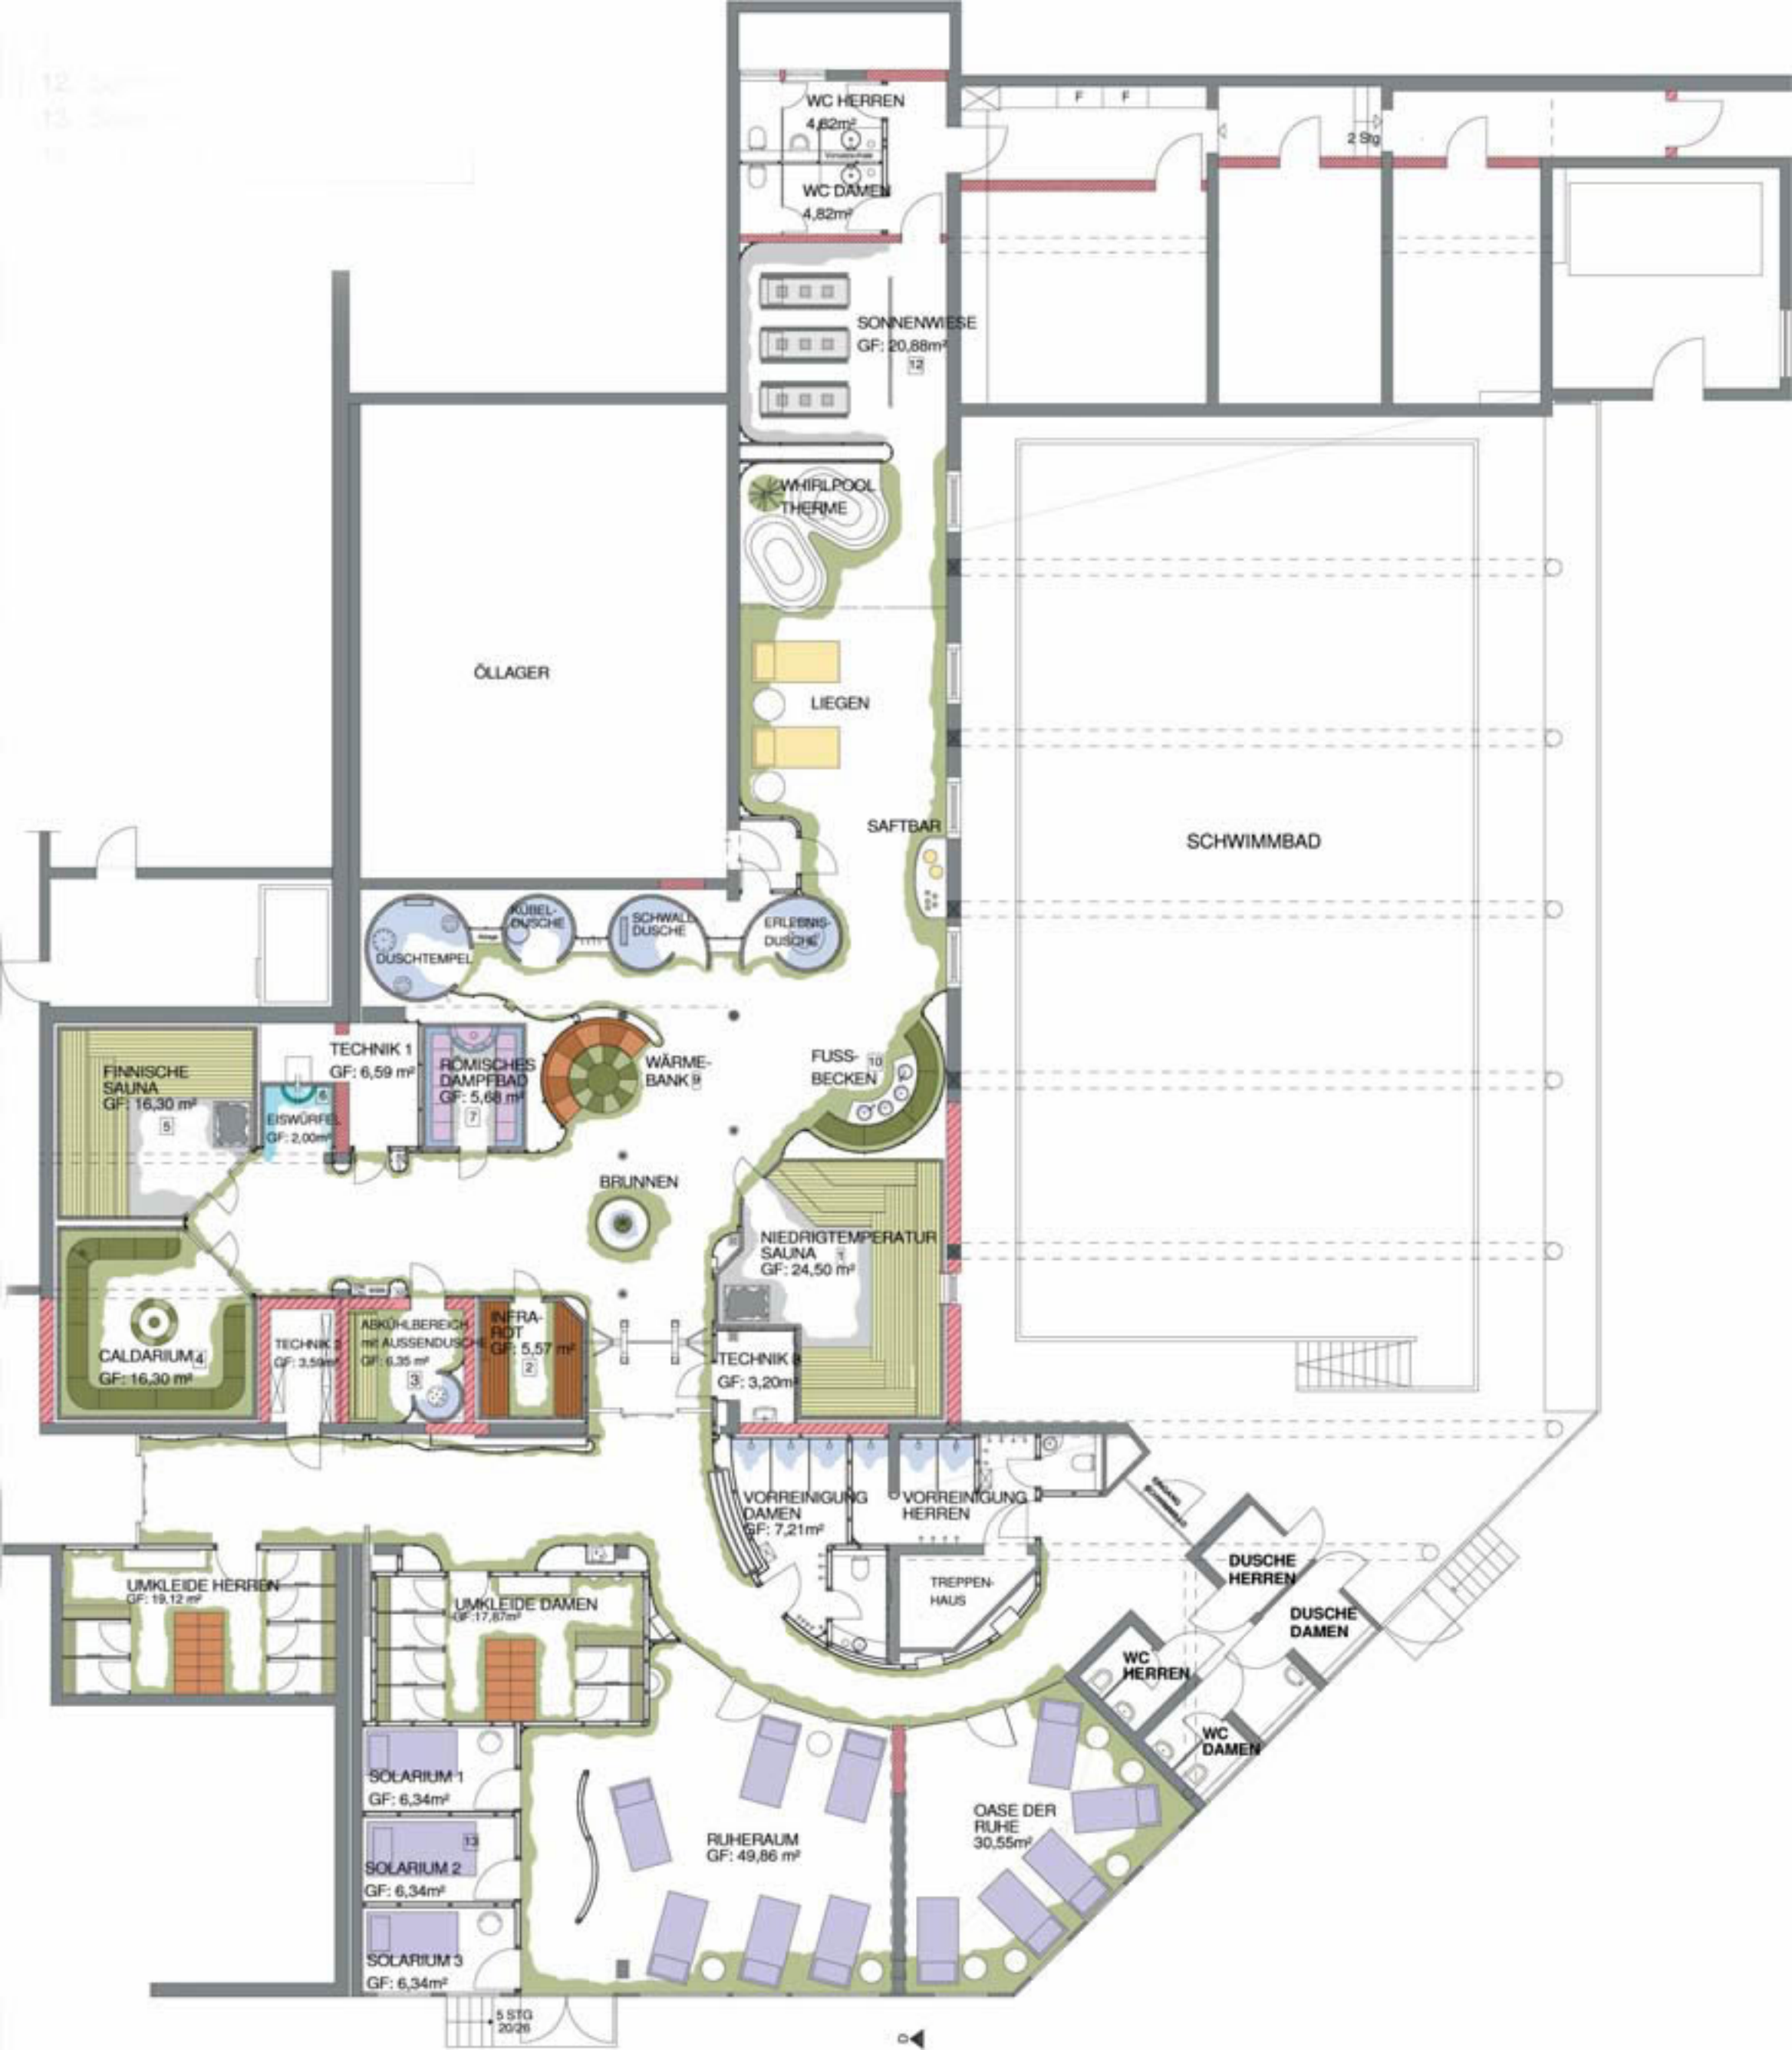 12.
13.
WC HERREN
4,62m²
F
F
2 Stg
WC DAMEN
4,82m²
SONNENWIESE
GF: 20,88m²
12
WHIRLPOOL
THERME
ÖLLAGER
LIEGEN
SAFTBAR
SCHWIMMBAD
DUSCHTEMPEL
KÜBEL-
DUSCHE
SCHWALL
DUSCHE
ERLEBNIS-
DUSCHE
FINNISCHE
SAUNA
GF: 16,30 m²
5
6
EISWÜRFEL
GF: 2,00m²
TECHNIK 1
GF: 6,59 m²
RÖMISCHES
DAMPFBAD
GF: 5,68 m²
7
WÄRME-
BANK 9
FUSS-
BECKEN
10
BRUNNEN
NIEDRIGTEMPERATUR
SAUNA 1
GF: 24,50 m²
CALDARIUM 4
GF: 16,30 m²
TECHNIK
GF: 3,59m²
ABKÜHLBEREICH
mit AUSSENDUSCHE
GF: 6,35 m²
3
INFRA-
ROT
GF: 5,57 m²
2
TECHNIK
GF: 3,20m²
VORREINIGUNG
DAMEN
GF: 7,21m²
VORREINIGUNG
HERREN
EINGANG
TREPPEN-
HAUS
DUSCHE
HERREN
DUSCHE
DAMEN
WC
HERREN
WC
DAMEN
UMKLEIDE HERREN
GF: 19,12 m²
UMKLEIDE DAMEN
GF:17,87m²
SOLARIUM 1
GF: 6,34m²
13
SOLARIUM 2
GF: 6,34m²
SOLARIUM 3
GF: 6,34m²
RUHERAUM
GF: 49,86 m²
OASE DER
RUHE
30,55m²
5 STG
20/26
D